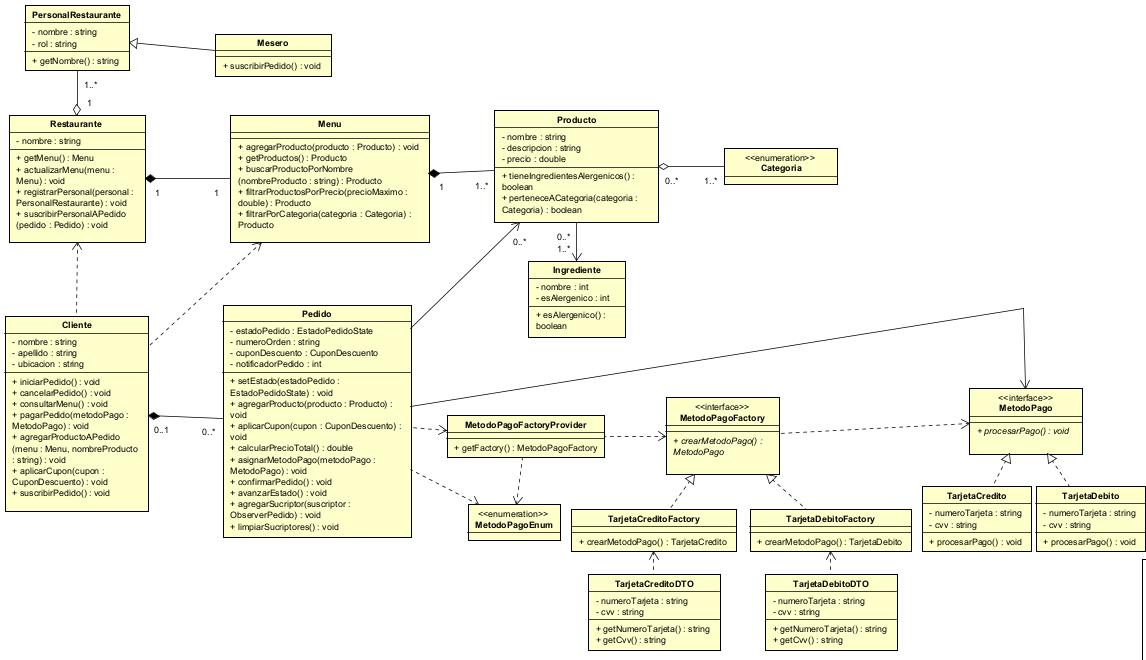 PersonalRestaurante
- nombre : string
- rol : string
+ getNombre() : string
Mesero
+ suscribirPedido() : void
1..*
1
Restaurante
- nombre : string
+ getMenu() : Menu
+ actualizarMenu(menu :
Menu) : void
+ registrarPersonal(personal :
PersonalRestaurante) : void
+ suscribirPersonalAPedido
(pedido : Pedido) : void
1
1
Menu
+ agregarProducto(producto : Producto) : void
+ getProductos() : Producto
+ buscarProductoPorNombre
(nombreProducto : string) : Producto
+ filtrarProductosPorPrecio(precioMaximo :
double) : Producto
+ filtrarPorCategoria(categoria : Categoria) :
Producto
1
1..*
Producto
- nombre : string
- descripcion : string
- precio : double
+ tieneIngredientesAlergenicos() :
boolean
+ perteneceACategoria(categoria :
Categoria) : boolean
0..*
1..*
<<enumeration>>
Categoria
0..*
0..*
1..*
Ingrediente
- nombre : int
- esAlergenico : int
+ esAlergenico() :
boolean
Cliente
- nombre : string
- apellido : string
- ubicacion : string
+ iniciarPedido() : void
+ cancelarPedido() : void
+ consultarMenu() : void
+ pagarPedido(metodoPago :
MetodoPago) : void
+ agregarProductoAPedido
(menu : Menu, nombreProducto
: string) : void
+ aplicarCupon(cupon :
CuponDescuento) : void
+ suscribirPedido() : void
0..1
0..*
Pedido
- estadoPedido : EstadoPedidoState
- numeroOrden : string
- cuponDescuento : CuponDescuento
- notificadorPedido : int
+ setEstado(estadoPedido :
EstadoPedidoState) : void
+ agregarProducto(producto : Producto) :
void
+ aplicarCupon(cupon : CuponDescuento) :
void
+ calcularPrecioTotal() : double
+ asignarMetodoPago(metodoPago :
MetodoPago) : void
+ confirmarPedido() : void
+ avanzarEstado() : void
+ agregarSucriptor(suscriptor :
ObserverPedido) : void
+ limpiarSucriptores() : void
MetodoPagoFactoryProvider
+ getFactory() : MetodoPagoFactory
<<enumeration>>
MetodoPagoEnum
<<interface>>
MetodoPagoFactory
+ crearMetodoPago() :
MetodoPago
<<interface>>
MetodoPago
+ procesarPago() : void
TarjetaCreditoFactory
+ crearMetodoPago() : TarjetaCredito
TarjetaDebitoFactory
+ crearMetodoPago() : TarjetaDebito
TarjetaCredito
- numeroTarjeta : string
- cvv : string
+ procesarPago() : void
TarjetaDebito
- numeroTarjeta : string
- cvv : string
+ procesarPago() : void
TarjetaCreditoDTO
- numeroTarjeta : string
- cvv : string
+ getNumeroTarjeta() : string
+ getCvv() : string
TarjetaDebitoDTO
- numeroTarjeta : string
- cvv : string
+ getNumeroTarjeta() : string
+ getCvv() : string